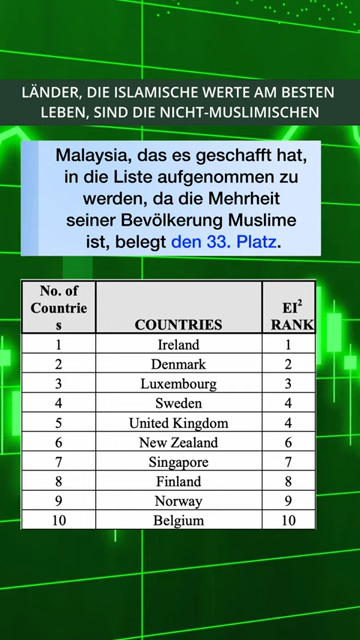 LÄNDER, DIE ISLAMISCHE WERTE AM BESTEN
LEBEN, SIND DIE NICHT-MUSLIMISCHEN
Malaysia, das es geschafft hat,
in die Liste aufgenommen zu
werden, da die Mehrheit
seiner Bevölkerung Muslime
ist, belegt den 33. Platz.
No. of
Countrie
s COUNTRIES EI² RANK
1 Ireland 1
2 Denmark 2
3 Luxembourg 3
4 Sweden 4
5 United Kingdom 4
6 New Zealand 6
7 Singapore 7
8 Finland 8
9 Norway 9
10 Belgium 10